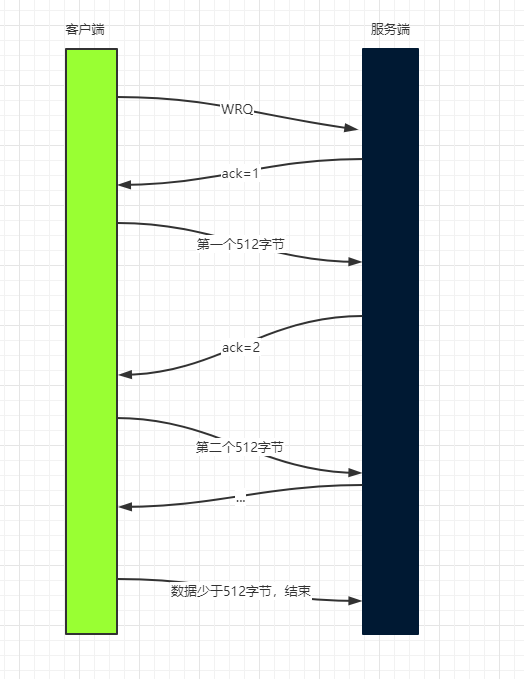 客户端
服务端
WRQ
ack=1
第一个512字节
ack=2
第二个512字节
...
数据少于512字节，结束